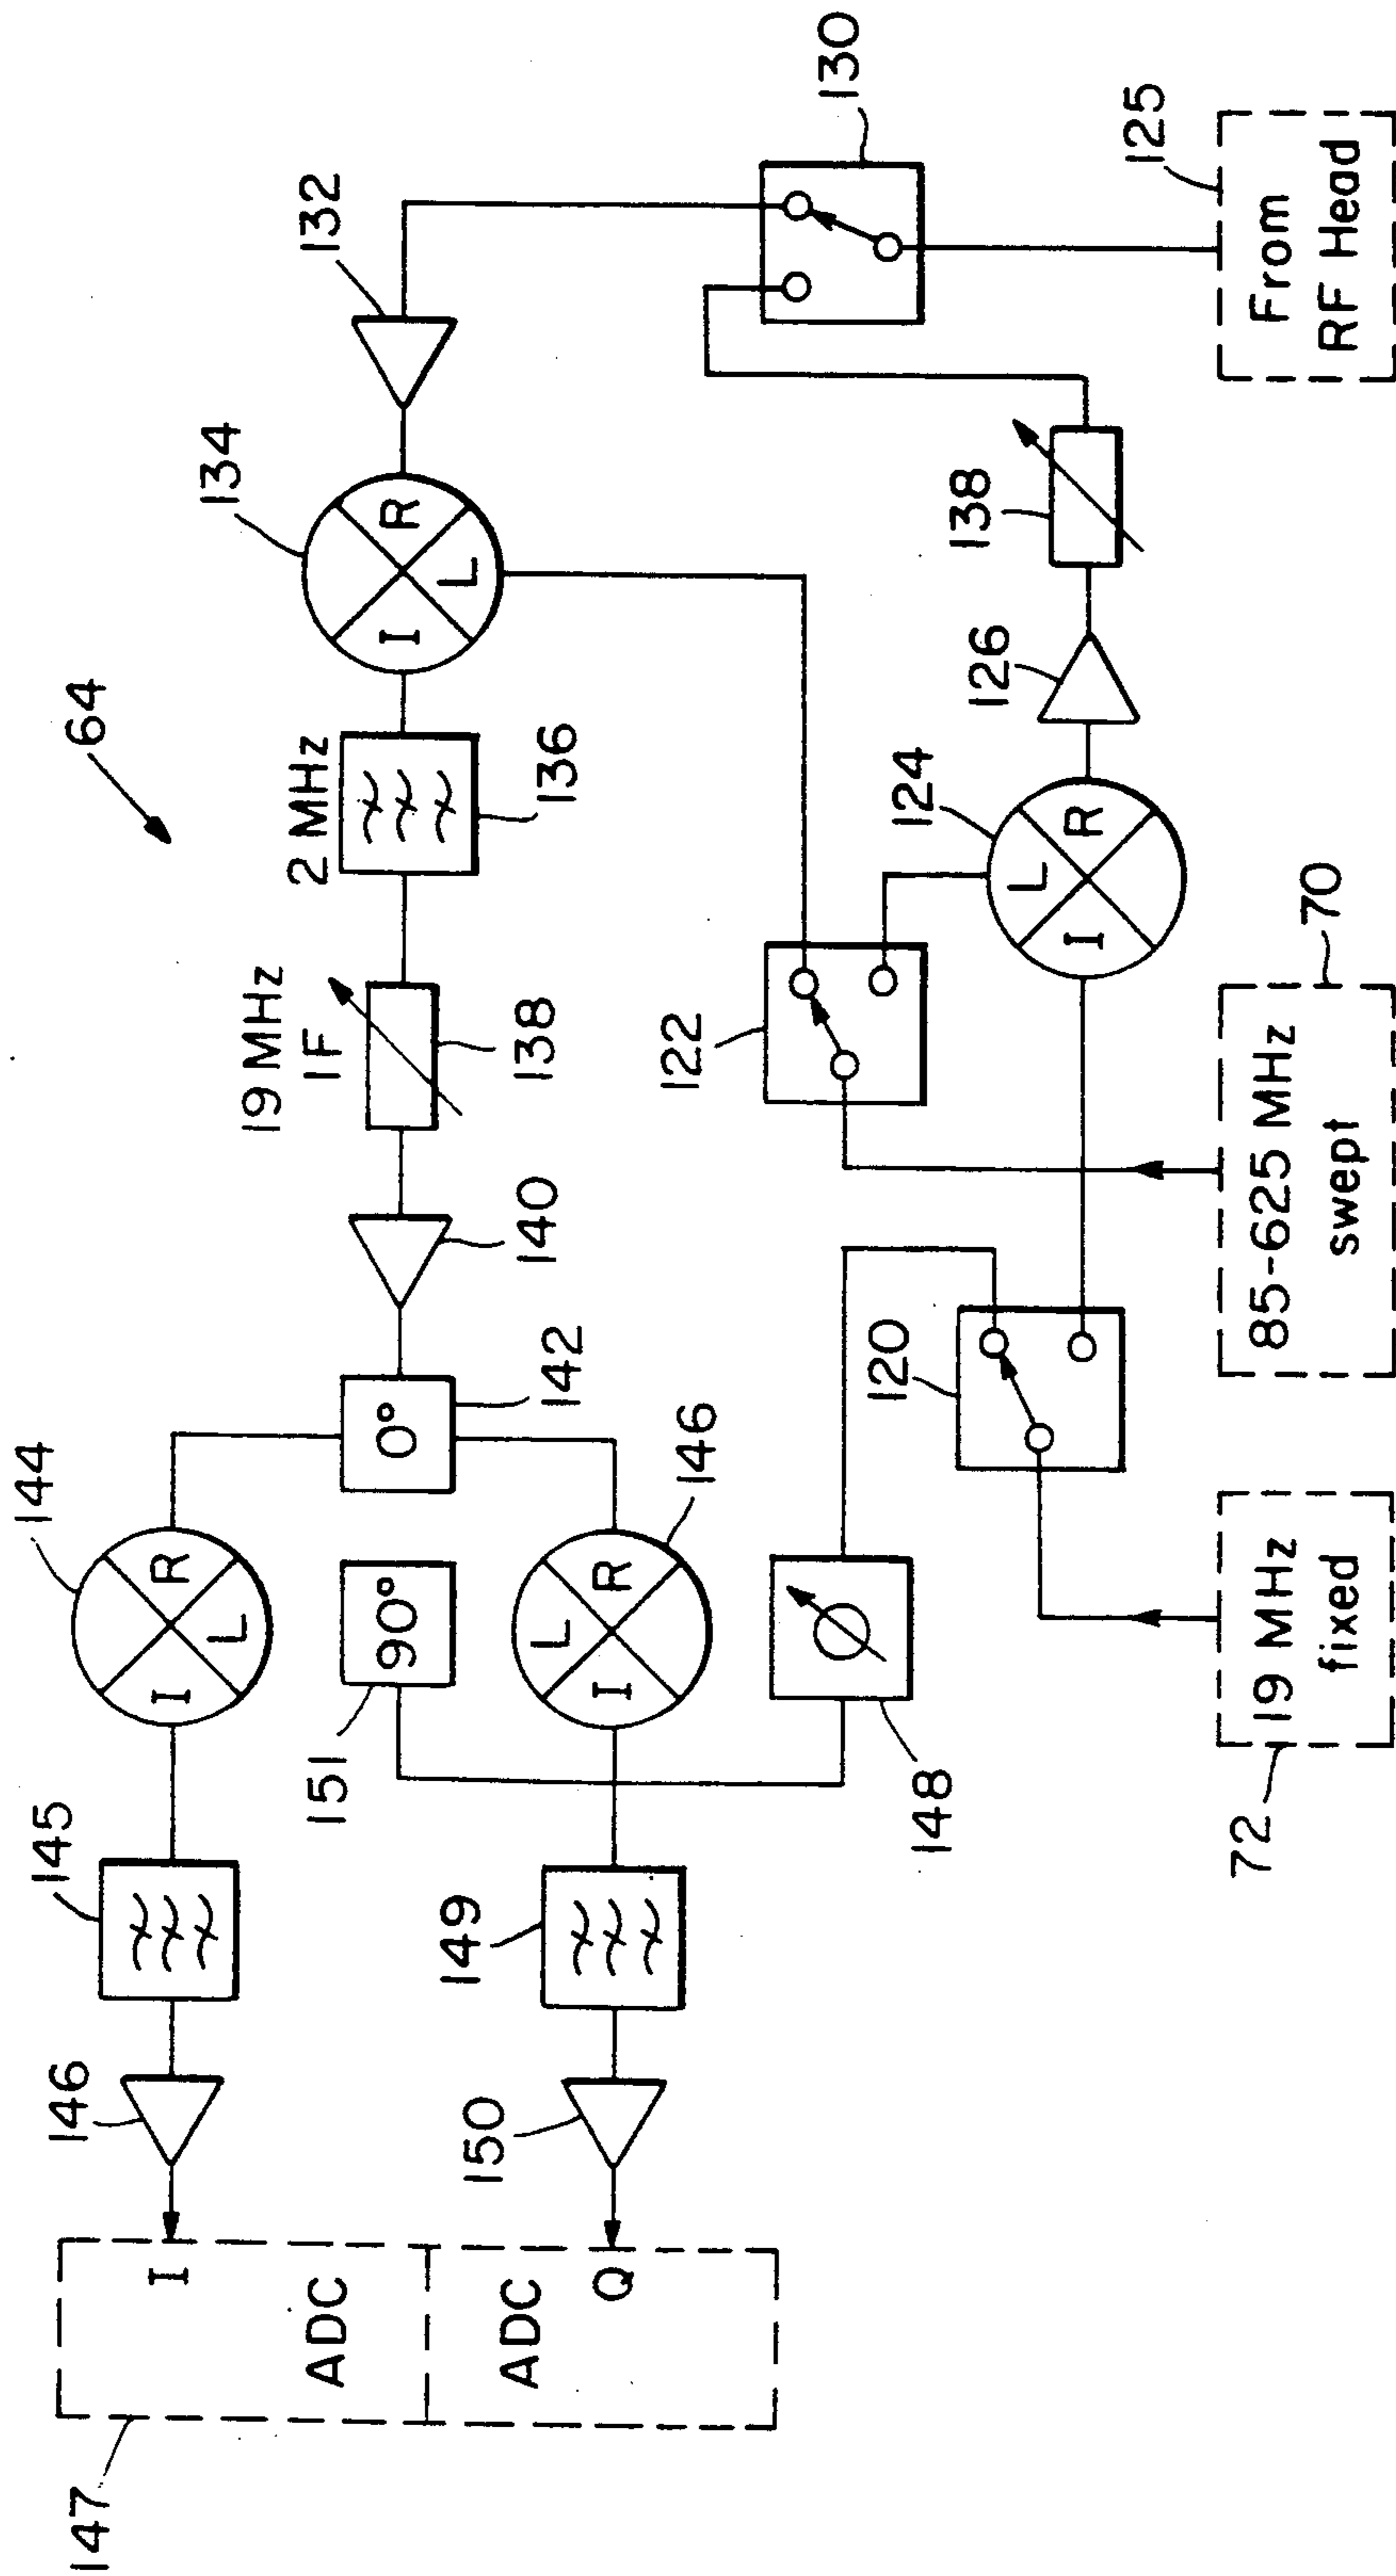 64
147
I
ADC
ADC
Q
146
145
144
I
R
L
150
149
151
90°
0°
142
L
I
R
146
140
19 MHz
IF
138
2 MHz
136
134
I
R
L
132
130
148
120
122
124
L
I
R
126
138
72
19 MHz
fixed
85-625 MHz
swept
70
From
RF Head
125